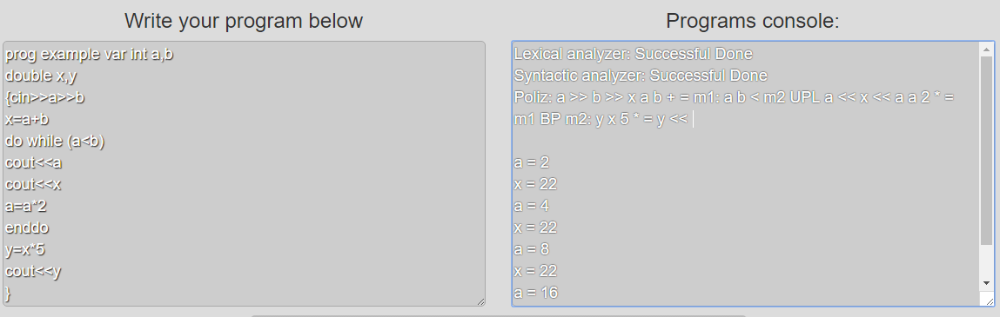 Write your program below
prog example var int a,b
double x,y
{cin>>a>>b
x=a+b
do while (a<b)
cout<<a
cout<<x
a=a*2
enddo
y=x*5
cout<<y
}
Programs console:
Lexical analyzer: Successful Done
Syntactic analyzer: Successful Done
Poliz: a >> b >> x a b + = m1: a b < m2 UPL a << x << a a 2 * =
m1 BP m2: y x 5 * = y <<
a = 2
x = 22
a = 4
x = 22
a = 8
x = 22
a = 16